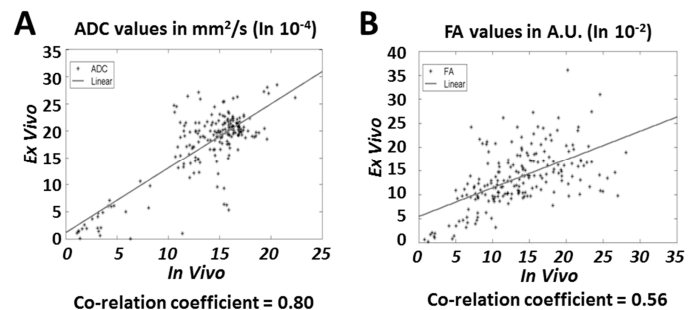 A
ADC values in mm²/s (In 10⁻⁴)
35
30
25
20
15
10
5
0
Ex Vivo
ADC
Linear
0 5 10 15 20 25
In Vivo
Co-relation coefficient = 0.80
B
FA values in A.U. (In 10⁻²)
40
35
30
25
20
15
10
5
0
Ex Vivo
FA
Linear
0 5 10 15 20 25 30 35
In Vivo
Co-relation coefficient = 0.56